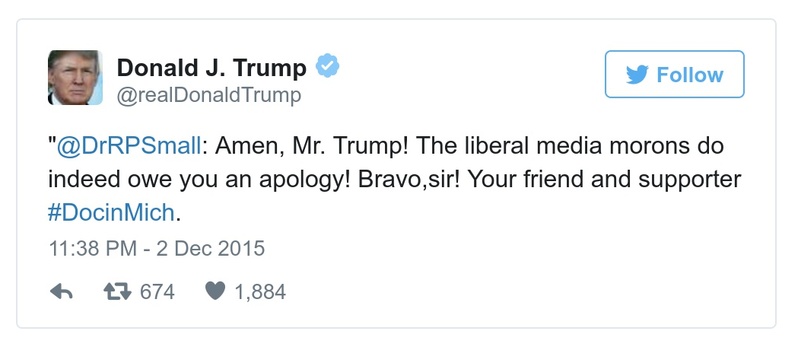 Donald J. Trump
@realDonaldTrump
Follow
"@DrRPSmall: Amen, Mr. Trump! The liberal media morons do
indeed owe you an apology! Bravo,sir! Your friend and supporter
#DocinMich.
11:38 PM - 2 Dec 2015
674 1,884